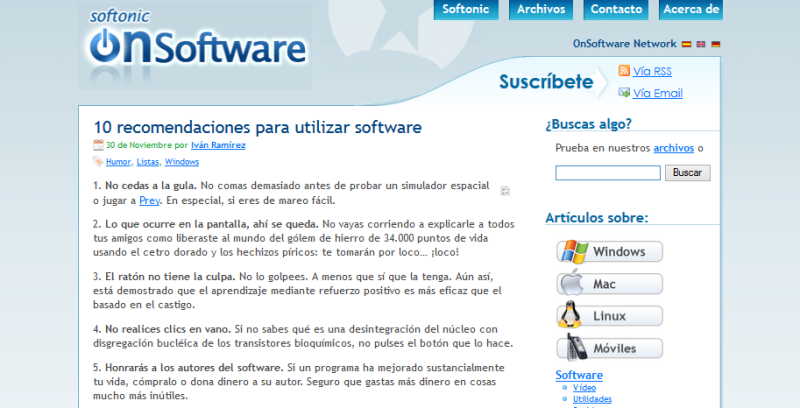 softonic
OnSoftware
Softonic
Archivos
Contacto
Acerca de
OnSoftware Network
Suscríbete
Vía RSS
Vía Email
10 recomendaciones para utilizar software
30 de Noviembre por Iván Ramírez
Humor, Listas, Windows
1. No cedas a la gula. No comas demasiado antes de probar un simulador espacial
o jugar a Prey. En especial, si eres de mareo fácil.
2. Lo que ocurre en la pantalla, ahí se queda. No vayas corriendo a explicarle a todos
tus amigos como liberaste al mundo del gólem de hierro de 34.000 puntos de vida
usando el cetro dorado y los hechizos píricos: te tomarán por loco... ¡loco!
3. El ratón no tiene la culpa. No lo golpees. A menos que sí que la tenga. Aún así,
está demostrado que el aprendizaje mediante refuerzo positivo es más eficaz que el
basado en el castigo.
4. No realices clics en vano. Si no sabes qué es una desintegración del núcleo con
disgregación bucléica de los transistores bioquímicos, no pulses el botón que lo hace.
5. Honrarás a los autores del software. Si un programa ha mejorado sustancialmente
tu vida, cómpralo o dona dinero a su autor. Seguro que gastas más dinero en cosas
mucho más inútiles.
¿Buscas algo?
Prueba en nuestros archivos o
Buscar
Artículos sobre:
Windows
Mac
Linux
Móviles
Software
Vídeo
Utilidades